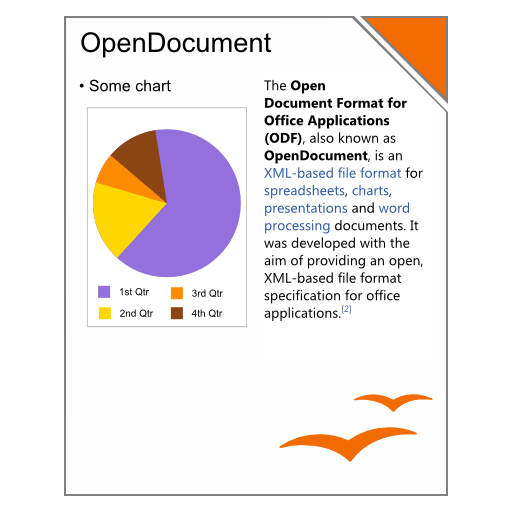 OpenDocument
• Some chart
1st Qtr
3rd Qtr
2nd Qtr
4th Qtr
The Open
Document Format for
Office Applications
(ODF), also known as
OpenDocument, is an
XML-based file format for
spreadsheets, charts,
presentations and word
processing documents. It
was developed with the
aim of providing an open,
XML-based file format
specification for office
applications.[2]